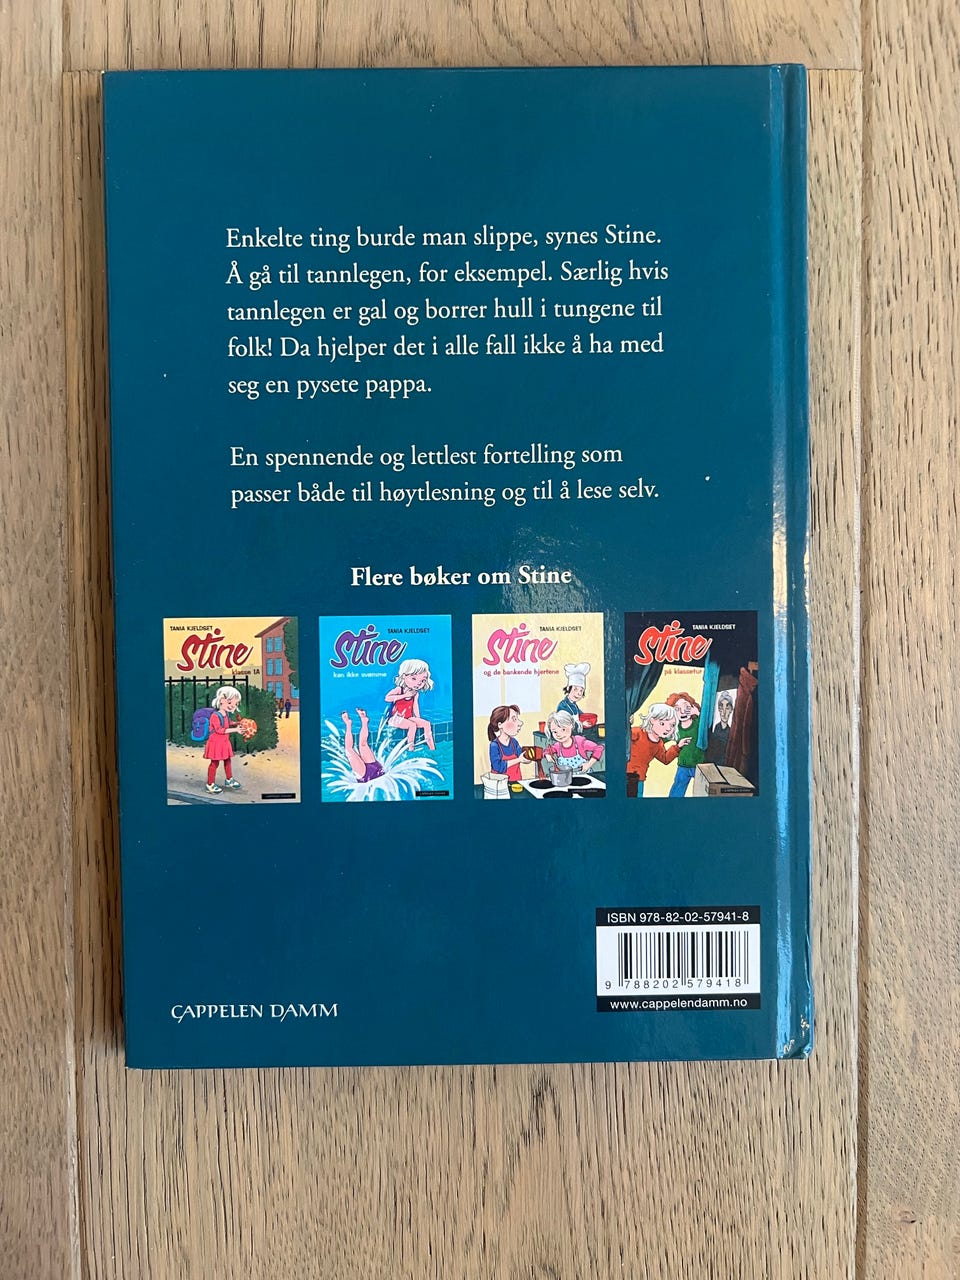 Enkelte ting burde man slippe, synes Stine.
Å gå til tannlegen, for eksempel. Særlig hvis
tannlegen er gal og borrer hull i tungene til
folk! Da hjelper det i alle fall ikke å ha med
seg en pysete pappa.
En spennende og lettlest fortelling som
passer både til høytlesning og til å lese selv.
Flere bøker om Stine
TANIA KJELDSET
Stine
klasse 1A
TANIA KJELDSET
Stine
kan ikke svømme
TANIA KJELDSET
Stine
og de bankende hjertene
TANIA KJELDSET
Stine
på klassetur
ISBN 978-82-02-57941-8
9 788202 579418
www.cappelendamm.no
CAPPELEN DAMM